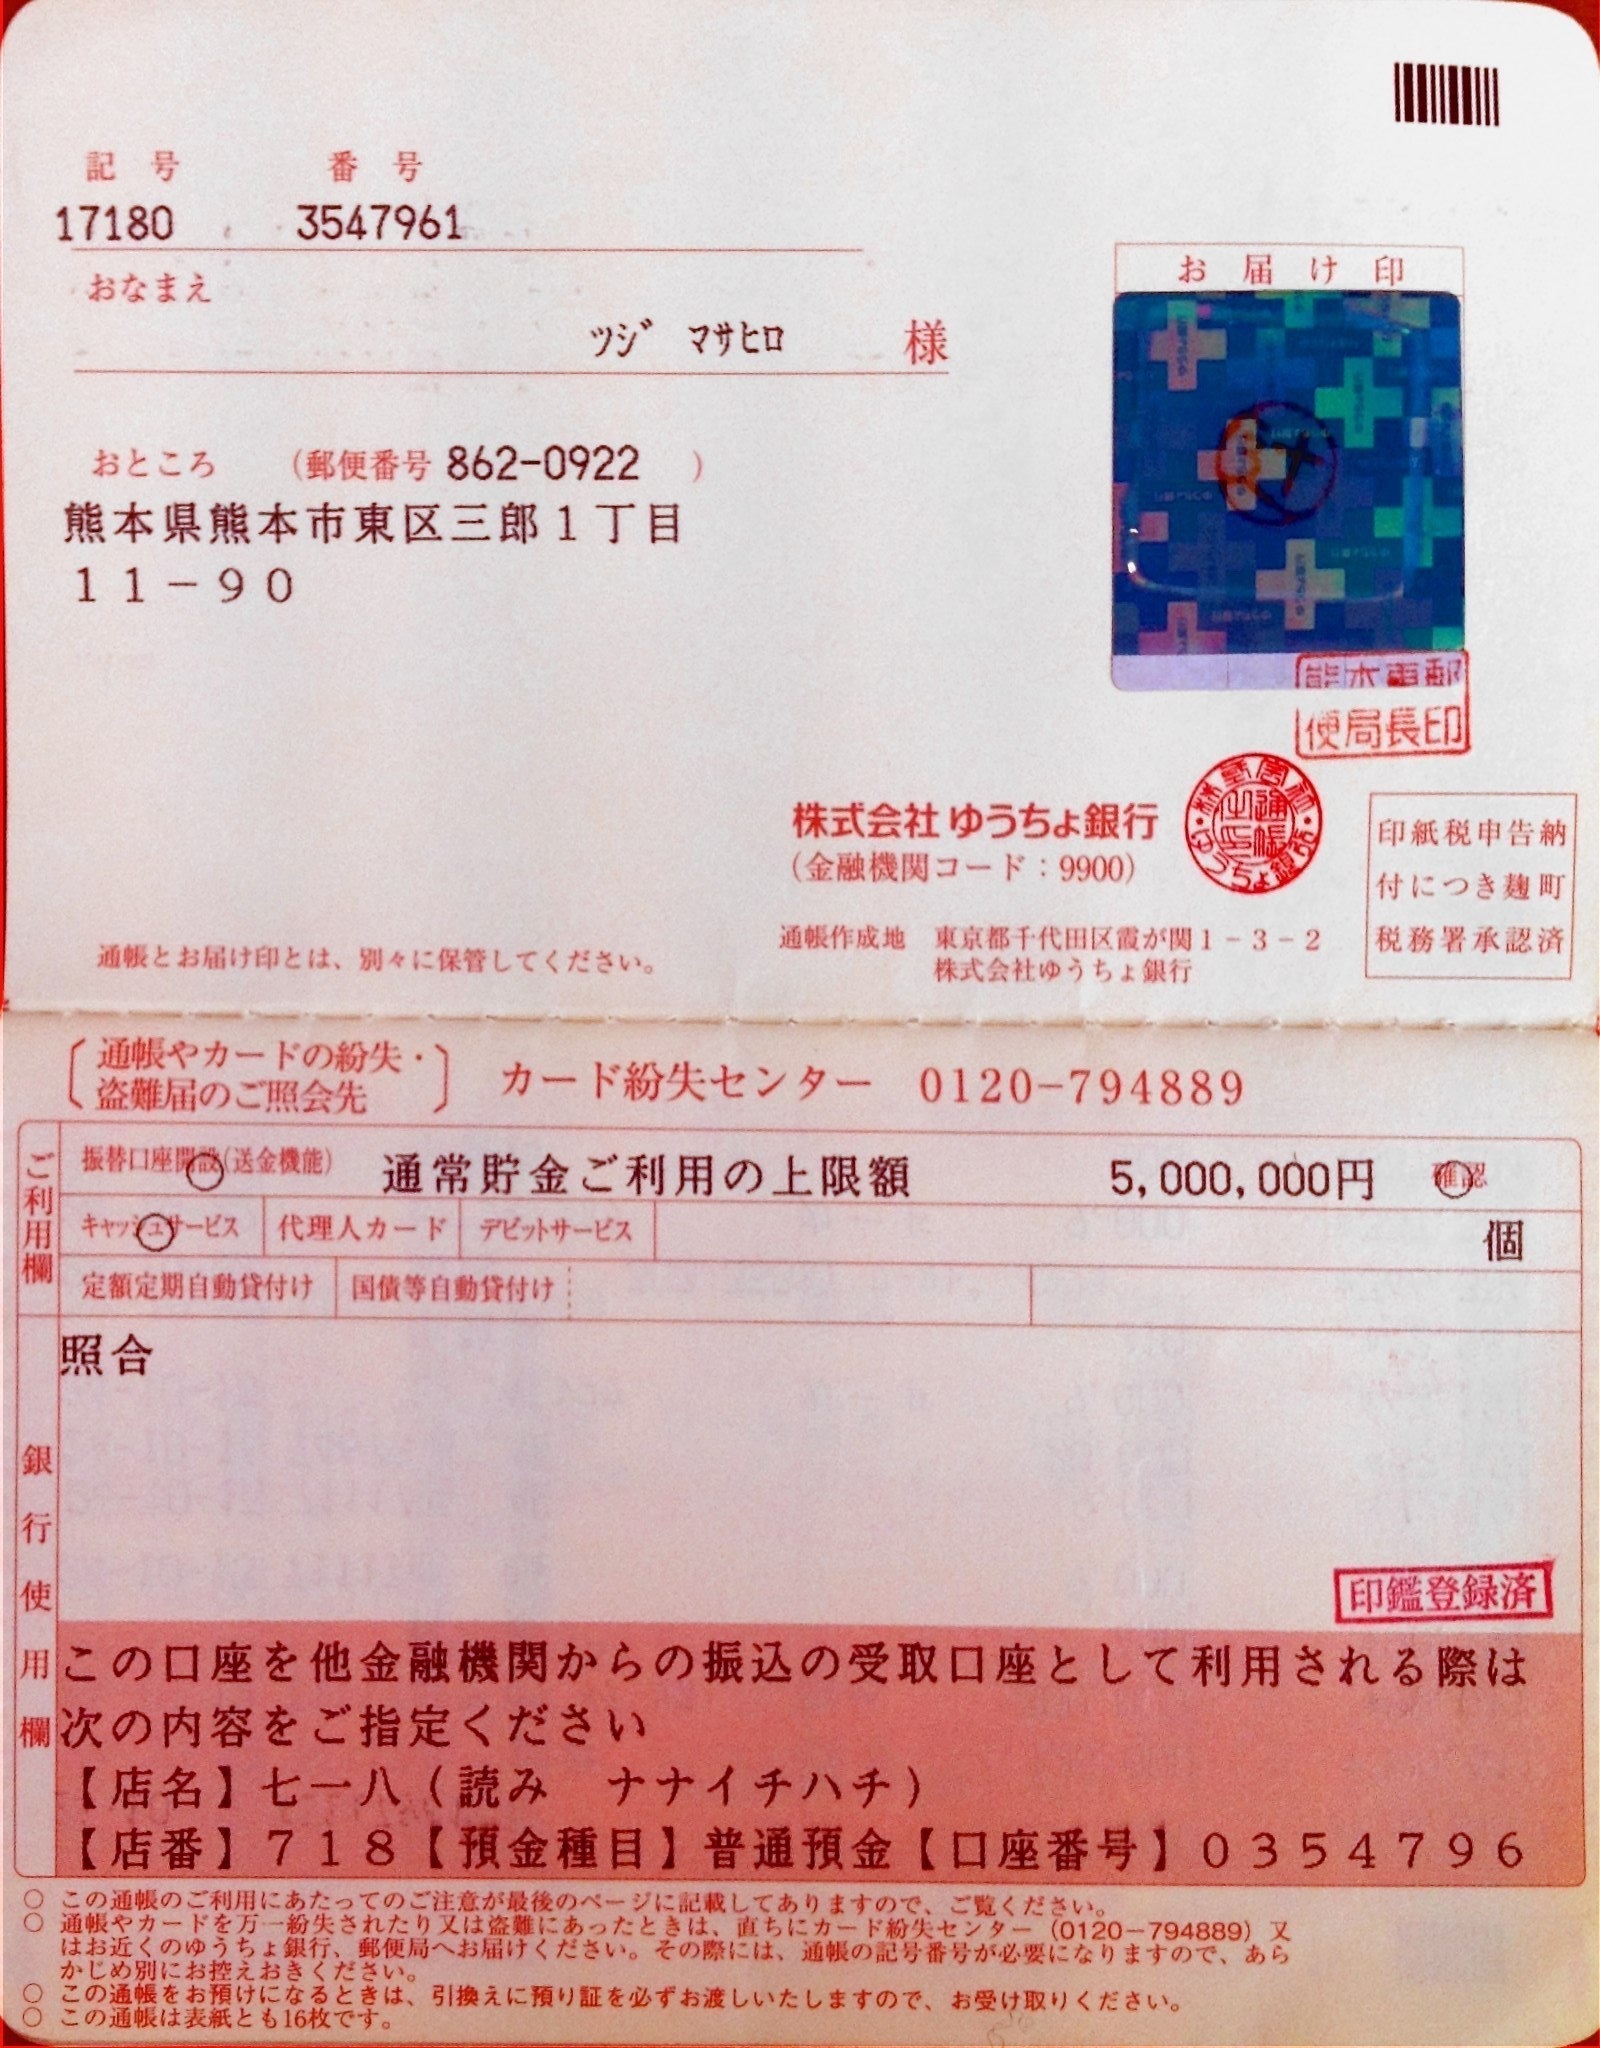 記号　番号
17180　3547961
おなまえ
ﾂｼﾞ ﾏｻﾋﾛ 様
お届け印
おところ （郵便番号 862-0922 ）
熊本県熊本市東区三郎１丁目
１１－９０
熊本東郵
便局長印
株式会社 ゆうちょ銀行
（金融機関コード：9900）
印紙税申告納
付につき麹町
税務署承認済
通帳作成地 東京都千代田区霞が関１－３－２
株式会社ゆうちょ銀行
通帳とお届け印とは、別々に保管してください。
通帳やカードの紛失・
盗難届のご照会先
カード紛失センター 0120-794889
ご利用欄
振替口座開設(送金機能) 通常貯金ご利用の上限額 5,000,000円 確認
キャッシュサービス 代理人カード デビットサービス 個
定額定期自動貸付け 国債等自動貸付け
銀行使用欄
照合
印鑑登録済
この口座を他金融機関からの振込の受取口座として利用される際は
次の内容をご指定ください
【店名】七一八（読み　ナナイチハチ）
【店番】７１８【預金種目】普通預金【口座番号】０３５４７９６
○ この通帳のご利用にあたってのご注意が最後のページに記載してありますので、ご覧ください。
○ 通帳やカードを万一紛失されたり又は盗難にあったときは、直ちにカード紛失センター（0120－794889）又
はお近くのゆうちょ銀行、郵便局へお届けください。その際には、通帳の記号番号が必要になりますので、あら
かじめ別にお控えおきください。
○ この通帳をお預けになるときは、引換えに預り証を必ずお渡しいたしますので、お受け取りください。
○ この通帳は表紙とも16枚です。